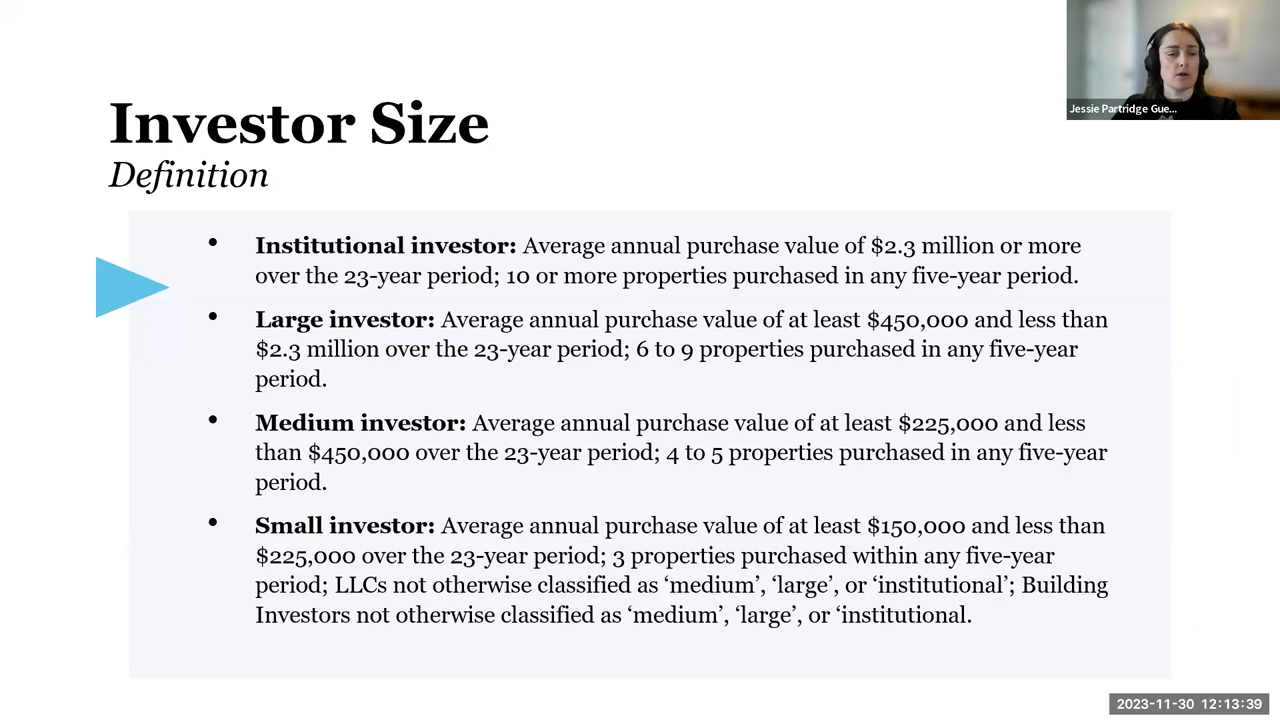 Jessie Partridge Gue...
Investor Size
Definition
• Institutional investor: Average annual purchase value of $2.3 million or more
over the 23-year period; 10 or more properties purchased in any five-year period.
• Large investor: Average annual purchase value of at least $450,000 and less than
$2.3 million over the 23-year period; 6 to 9 properties purchased in any five-year
period.
• Medium investor: Average annual purchase value of at least $225,000 and less
than $450,000 over the 23-year period; 4 to 5 properties purchased in any five-year
period.
• Small investor: Average annual purchase value of at least $150,000 and less than
$225,000 over the 23-year period; 3 properties purchased within any five-year
period; LLCs not otherwise classified as ‘medium’, ‘large’, or ‘institutional’; Building
Investors not otherwise classified as ‘medium’, ‘large’, or ‘institutional.
2023-11-30 12:13:39